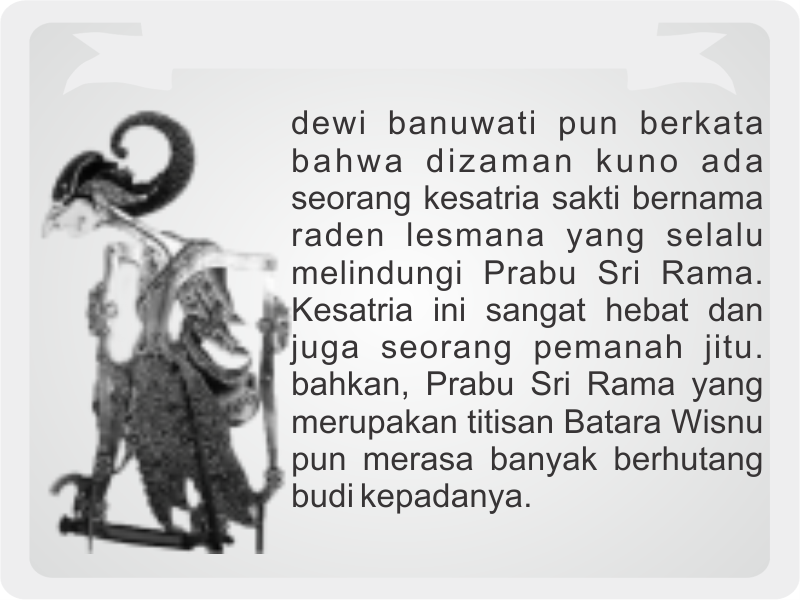 dewi banuwati pun berkata
bahwa dizaman kuno ada
seorang kesatria sakti bernama
raden lesmana yang selalu
melindungi Prabu Sri Rama.
Kesatria ini sangat hebat dan
juga seorang pemanah jitu.
bahkan, Prabu Sri Rama yang
merupakan titisan Batara Wisnu
pun merasa banyak berhutang
budi kepadanya.